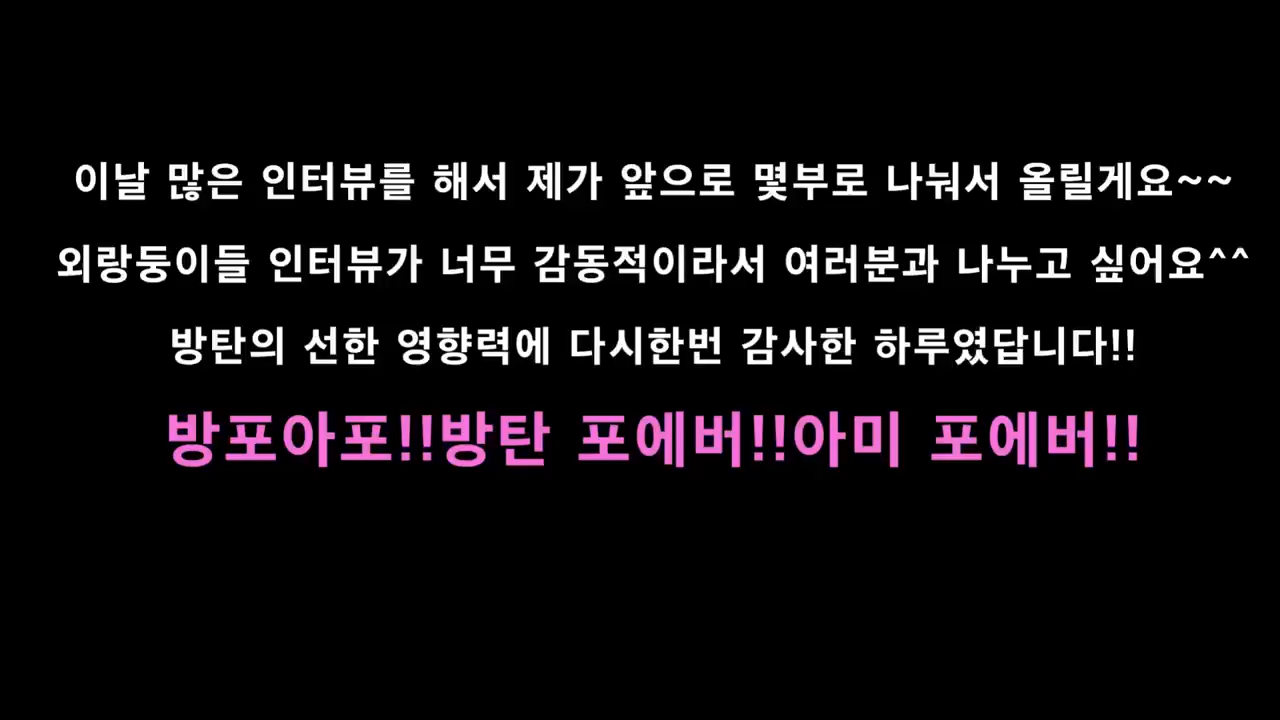 이날 많은 인터뷰를 해서 제가 앞으로 몇부로 나눠서 올릴게요~~
외랑둥이들 인터뷰가 너무 감동적이라서 여러분과 나누고 싶어요^^
방탄의 선한 영향력에 다시한번 감사한 하루였답니다!!
방포아포!!방탄 포에버!!아미 포에버!!